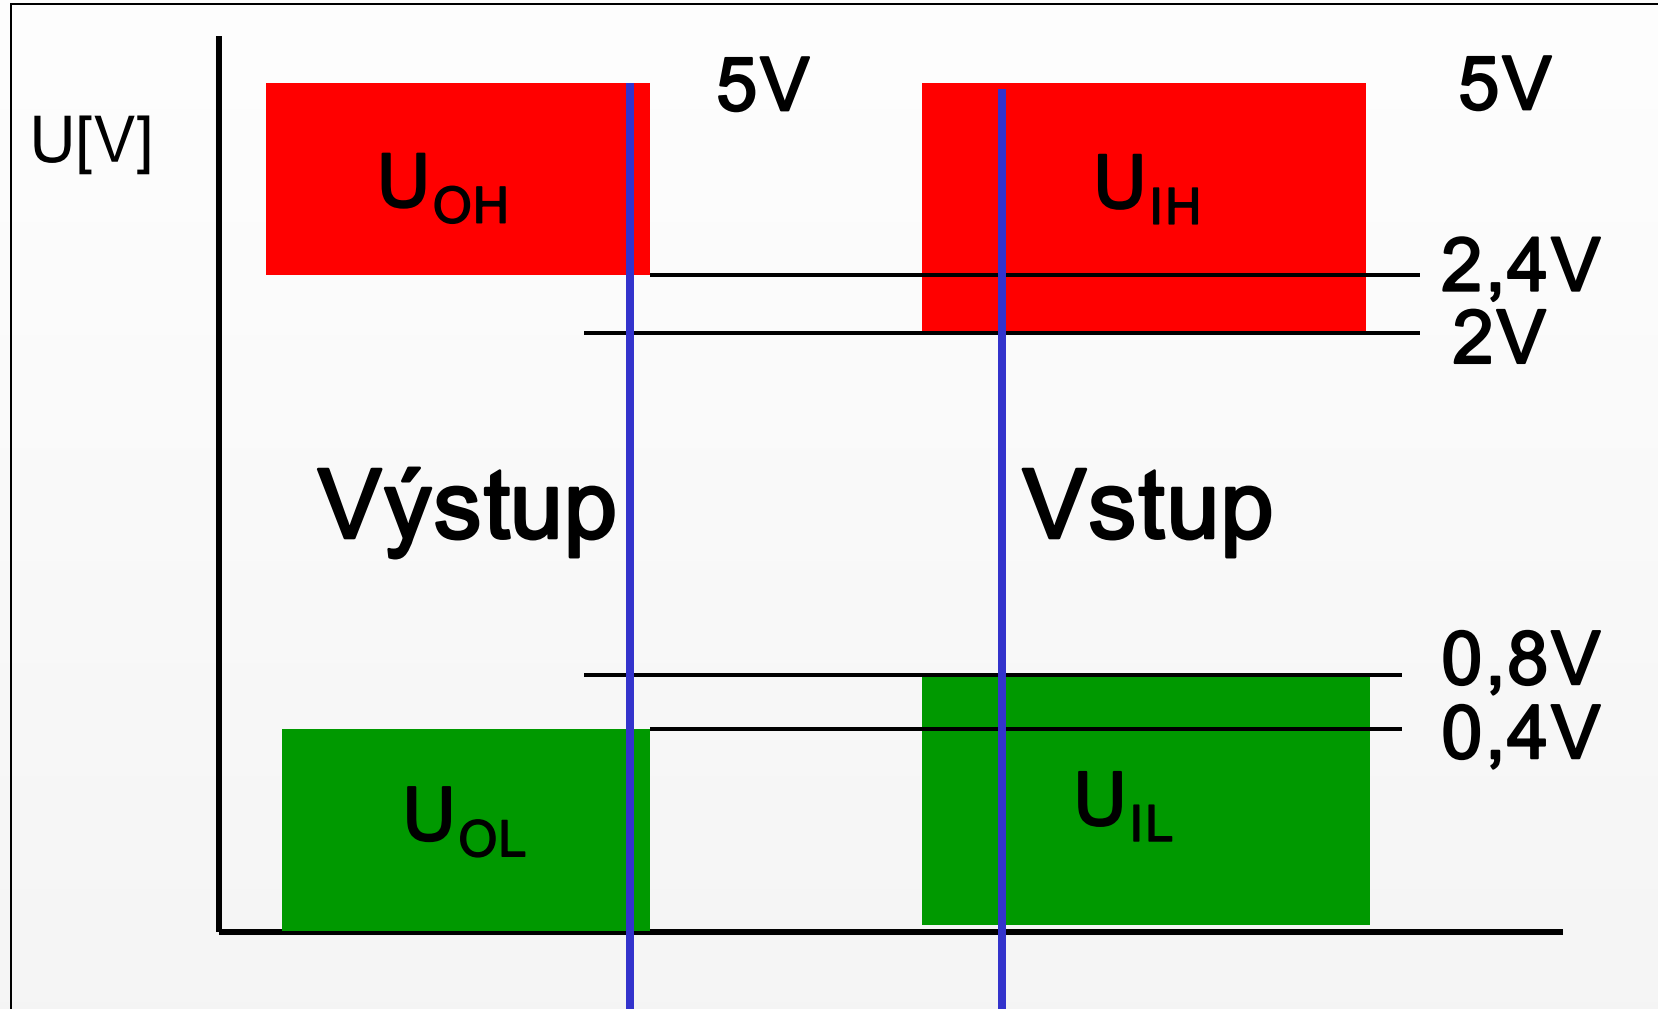 5V
5V
U[V]
UOH
UIH
2,4V
2V
Výstup
Vstup
0,8V
0,4V
UOL
UIL